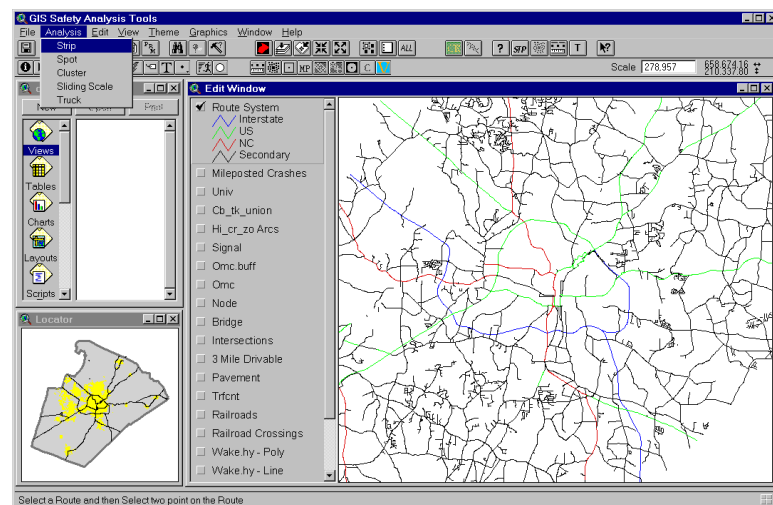 GIS Safety Analysis Tools
File Analysis Edit View Theme Graphics Window Help
Strip
Spot
Cluster
Sliding Scale
Truck
ALL
?
STP
T
MP
C
Scale 278,957
658,674.16
210,337.80
Print
Views
Tables
Charts
Layouts
Scripts
Locator
Edit Window
Route System
Interstate
US
NC
Secondary
Mileposted Crashes
Univ
Cb_tk_union
Hi_cr_zo Arcs
Signal
Omc.buff
Omc
Node
Bridge
Intersections
3 Mile Drivable
Pavement
Trfcnt
Railroads
Railroad Crossings
Wake.hy - Poly
Wake.hy - Line
Select a Route and then Select two point on the Route